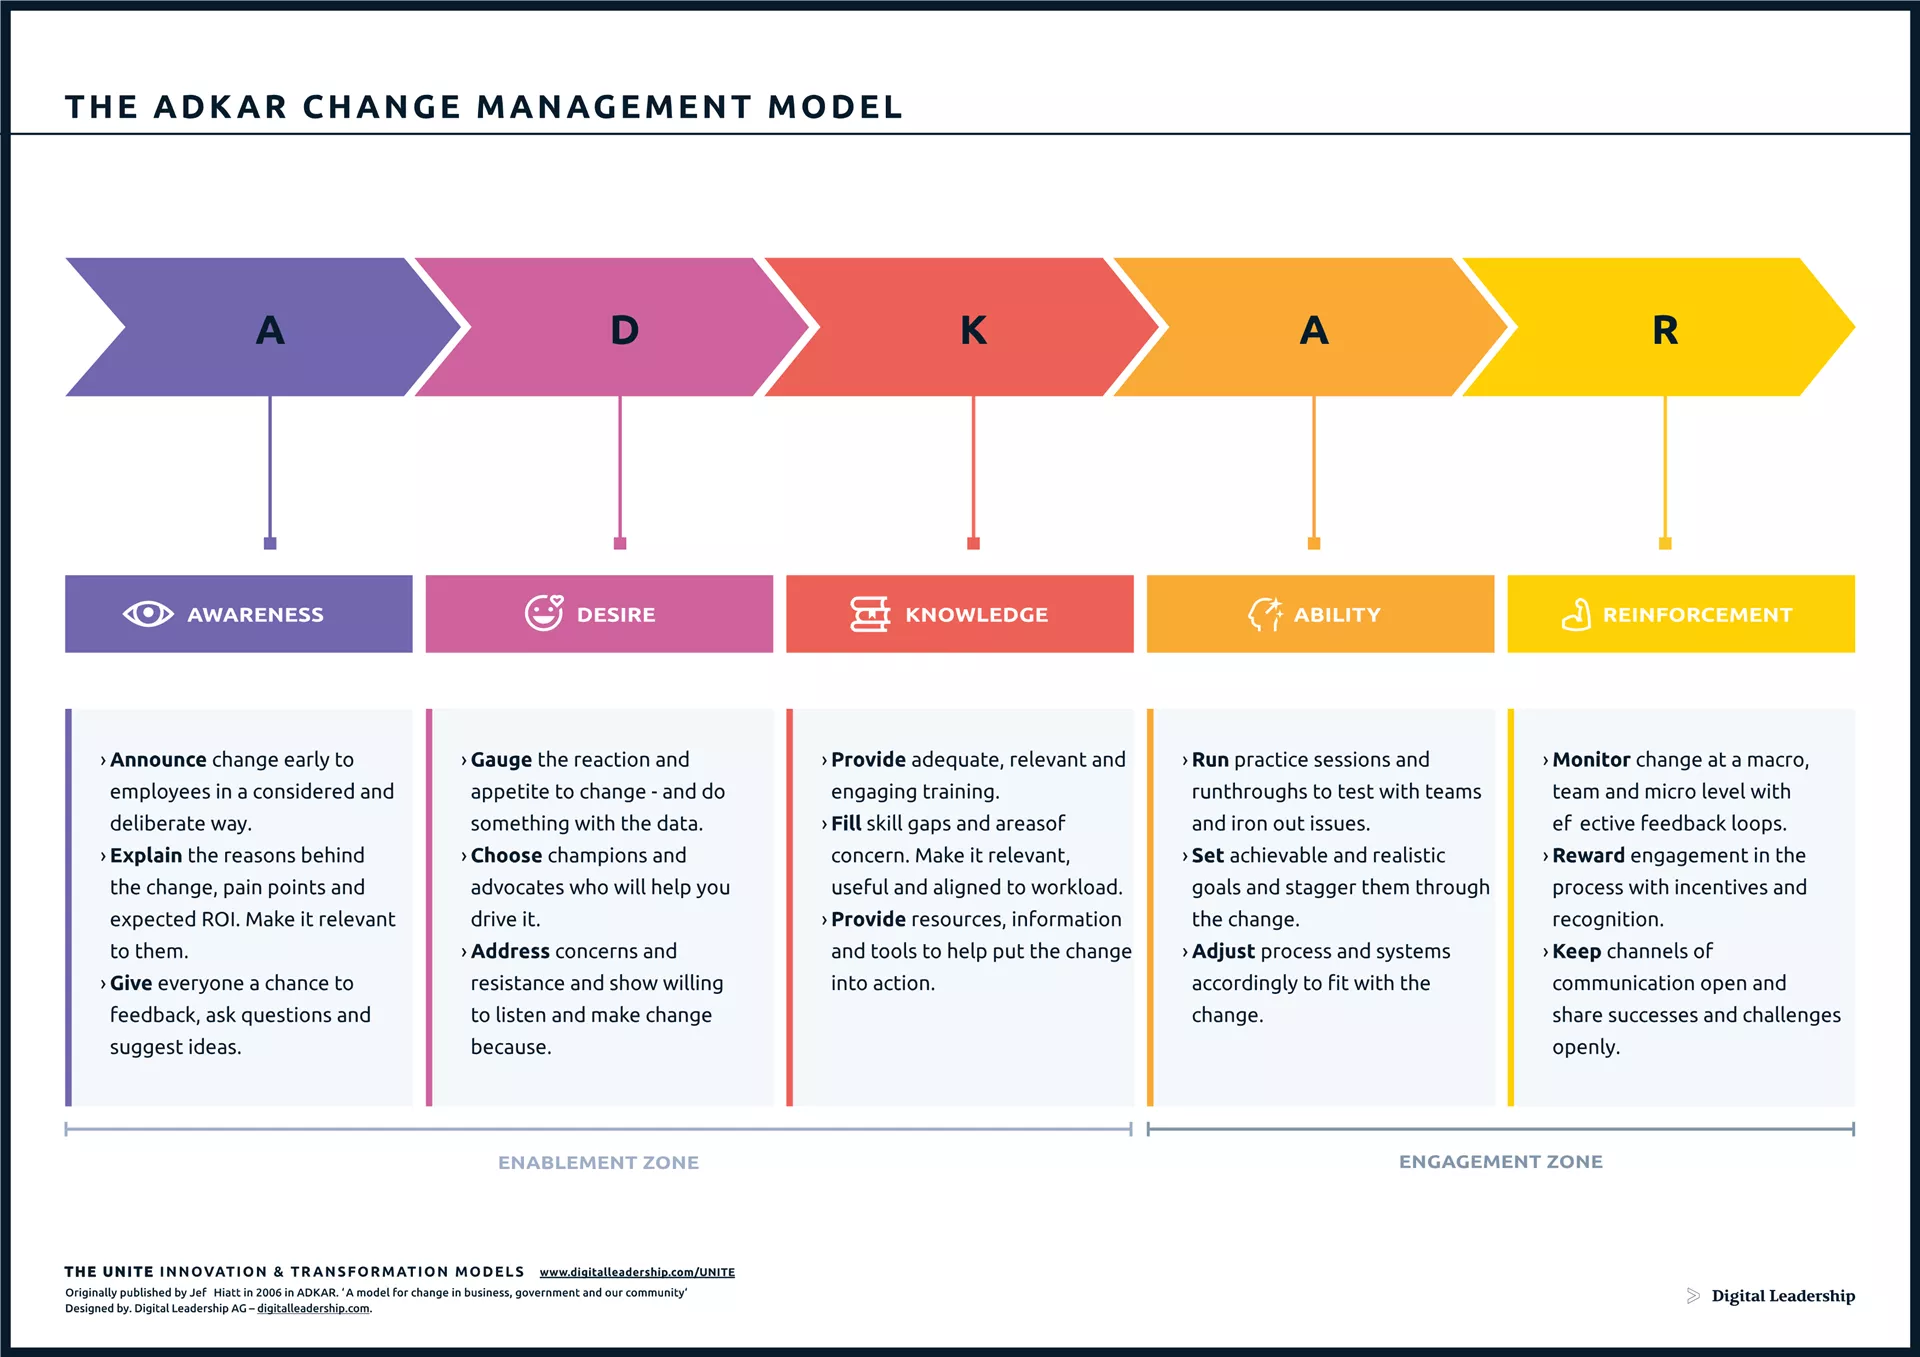 THE ADKAR CHANGE MANAGEMENT MODEL
A
D
K
A
R
AWARENESS
DESIRE
KNOWLEDGE
ABILITY
REINFORCEMENT
› Announce change early to
employees in a considered and
deliberate way.
› Explain the reasons behind
the change, pain points and
expected ROI. Make it relevant
to them.
› Give everyone a chance to
feedback, ask questions and
suggest ideas.
› Gauge the reaction and
appetite to change - and do
something with the data.
› Choose champions and
advocates who will help you
drive it.
› Address concerns and
resistance and show willing
to listen and make change
because.
› Provide adequate, relevant and
engaging training.
› Fill skill gaps and areasof
concern. Make it relevant,
useful and aligned to workload.
› Provide resources, information
and tools to help put the change
into action.
› Run practice sessions and
runthroughs to test with teams
and iron out issues.
› Set achievable and realistic
goals and stagger them through
the change.
› Adjust process and systems
accordingly to fit with the
change.
› Monitor change at a macro,
team and micro level with
ef ective feedback loops.
› Reward engagement in the
process with incentives and
recognition.
› Keep channels of
communication open and
share successes and challenges
openly.
ENABLEMENT ZONE
ENGAGEMENT ZONE
THE UNITE INNOVATION & TRANSFORMATION MODELS www.digitalleadership.com/UNITE
Originally published by Jef Hiatt in 2006 in ADKAR. ‘A model for change in business, government and our community’
Designed by. Digital Leadership AG – digitalleadership.com.
Digital Leadership